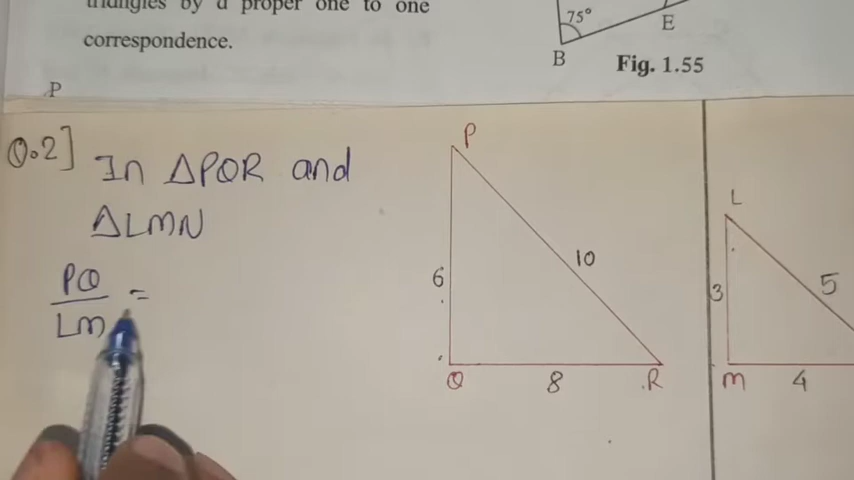 triangles by a proper one to one
correspondence.
75°
E
B
Fig. 1.55
P
Q.2] In ΔPQR and
ΔLMN
PQ
LM =
P
10
6
Q 8 R
L
5
3
M 4